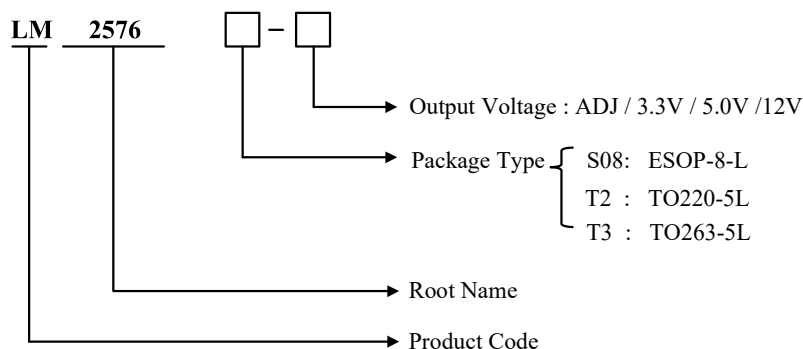 LM 2576 –
Output Voltage : ADJ / 3.3V / 5.0V /12V
Package Type
S08: ESOP-8-L
T2 : TO220-5L
T3 : TO263-5L
Root Name
Product Code